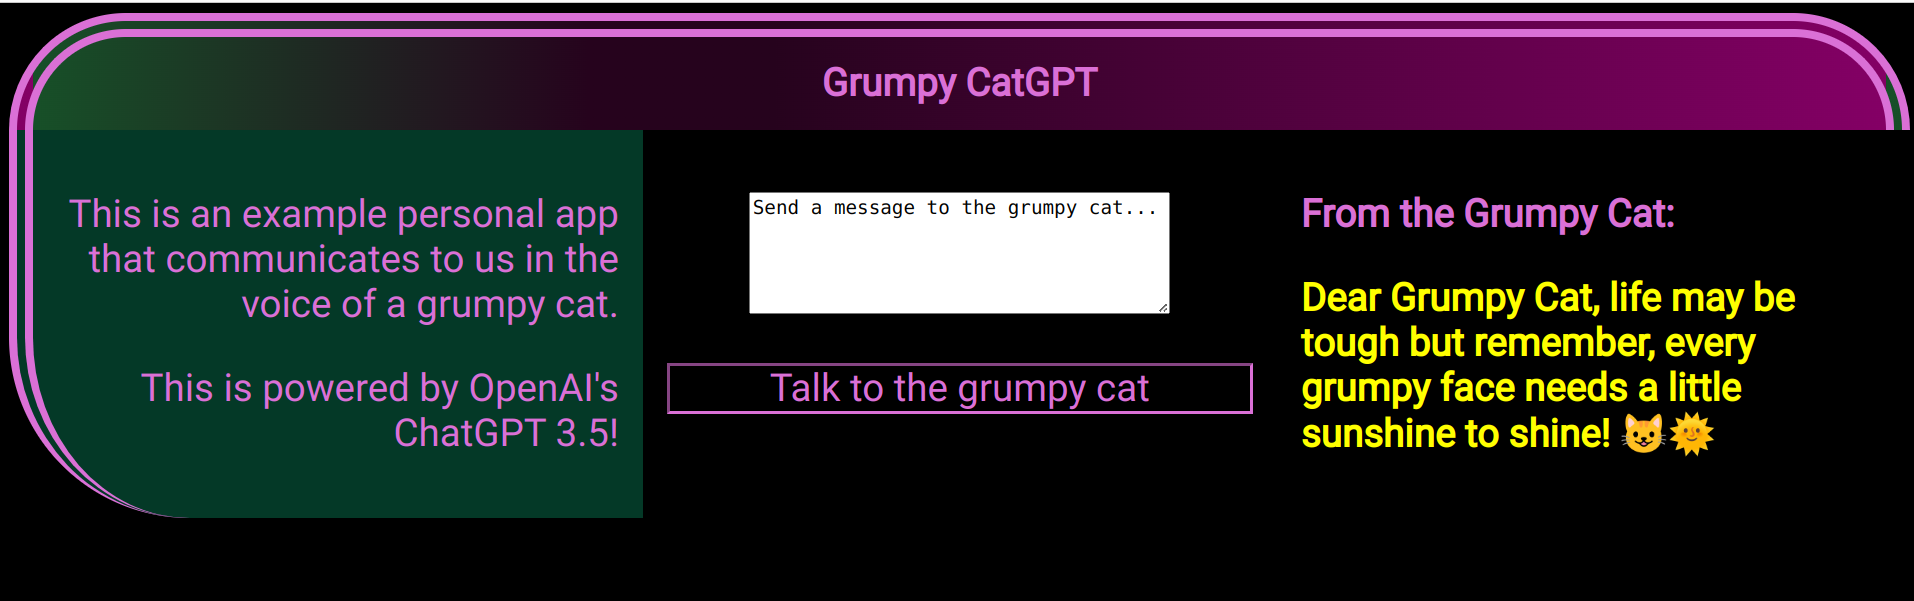 Grumpy CatGPT
This is an example personal app
that communicates to us in the
voice of a grumpy cat.
This is powered by OpenAI's
ChatGPT 3.5!
Send a message to the grumpy cat...
Talk to the grumpy cat
From the Grumpy Cat:
Dear Grumpy Cat, life may be
tough but remember, every
grumpy face needs a little
sunshine to shine! 😺🌞